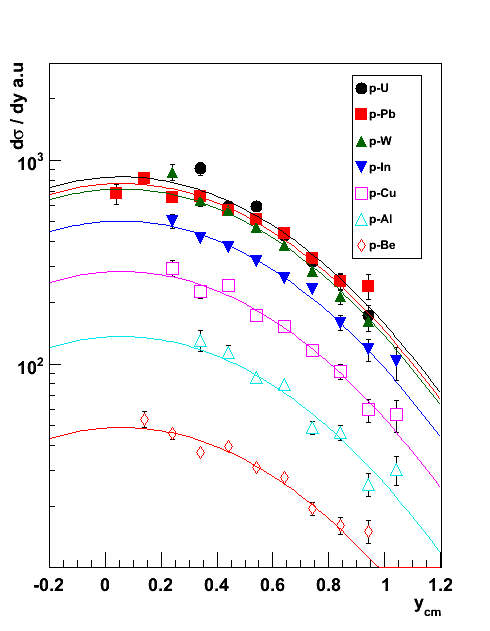 dσ / dy a.u
10³
10²
p-U
p-Pb
p-W
p-In
p-Cu
p-Al
p-Be
-0.2 0 0.2 0.4 0.6 0.8 1 1.2
y_cm